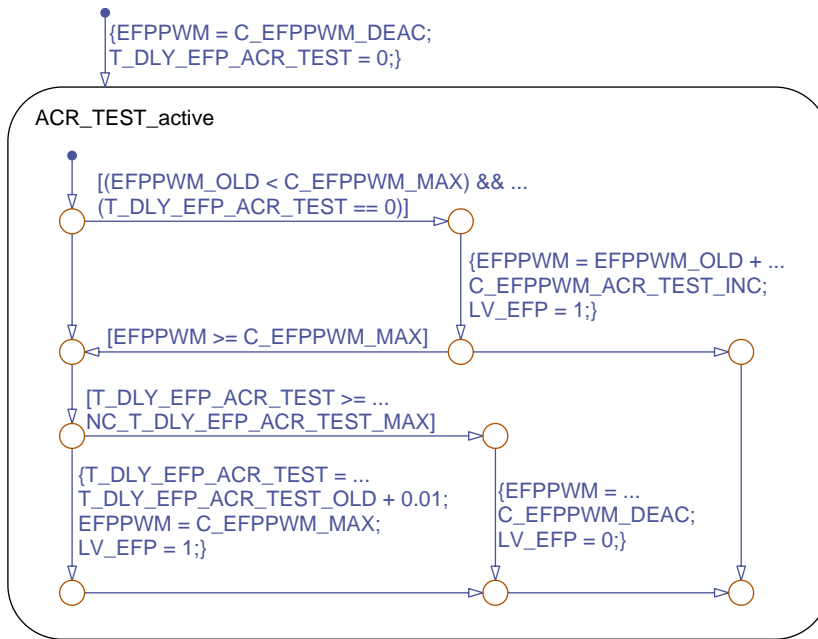 {EFPPWM = C_EFPPWM_DEAC;
T_DLY_EFP_ACR_TEST = 0;}
ACR_TEST_active
[(EFPPWM_OLD < C_EFPPWM_MAX) && ...
(T_DLY_EFP_ACR_TEST == 0)]
{EFPPWM = EFPPWM_OLD + ...
C_EFPPWM_ACR_TEST_INC;
LV_EFP = 1;}
[EFPPWM >= C_EFPPWM_MAX]
[T_DLY_EFP_ACR_TEST >= ...
NC_T_DLY_EFP_ACR_TEST_MAX]
{T_DLY_EFP_ACR_TEST = ...
T_DLY_EFP_ACR_TEST_OLD + 0.01;
EFPPWM = C_EFPPWM_MAX;
LV_EFP = 1;}
{EFPPWM = ...
C_EFPPWM_DEAC;
LV_EFP = 0;}